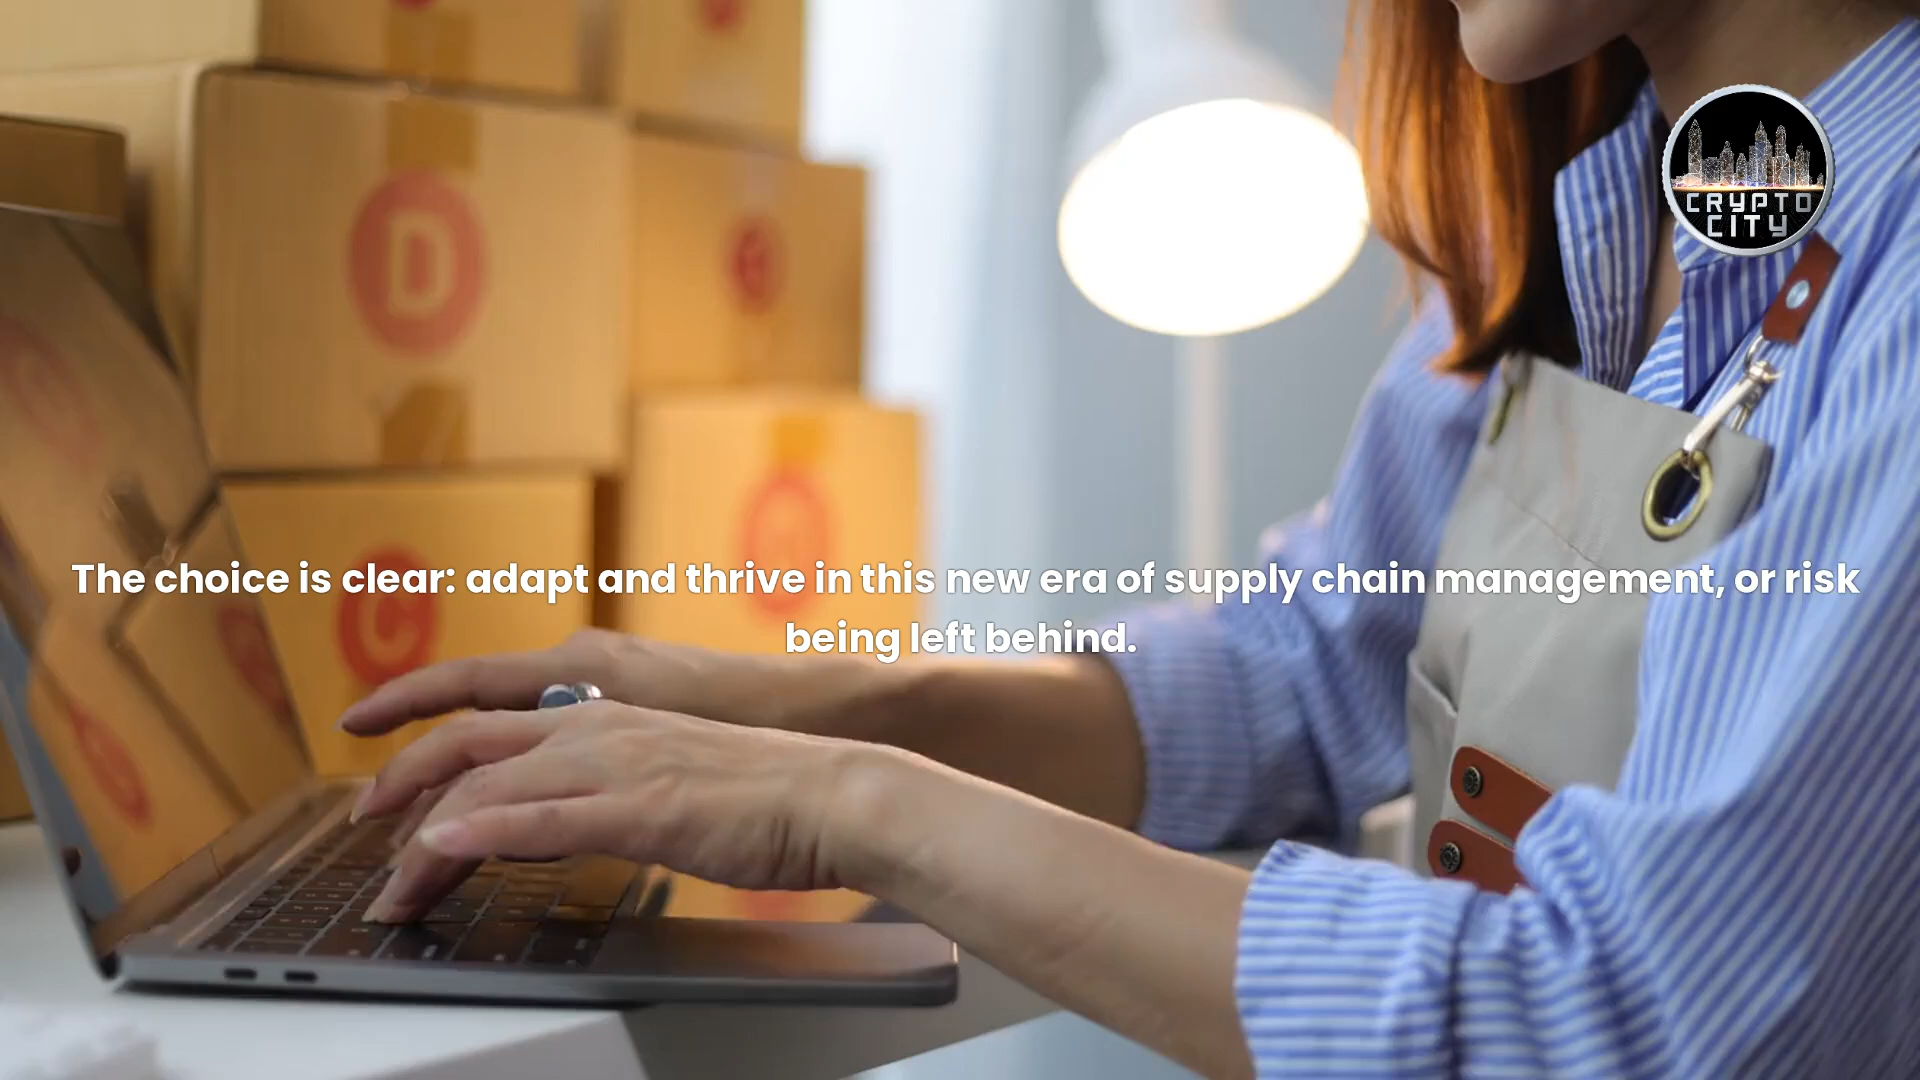 CRYPTO
CITY
D
The choice is clear: adapt and thrive in this new era of supply chain management, or risk
being left behind.
C